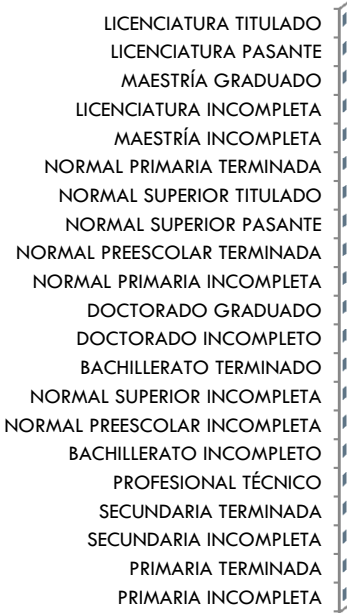 LICENCIATURA TITULADO
LICENCIATURA PASANTE
MAESTRÍA GRADUADO
LICENCIATURA INCOMPLETA
MAESTRÍA INCOMPLETA
NORMAL PRIMARIA TERMINADA
NORMAL SUPERIOR TITULADO
NORMAL SUPERIOR PASANTE
NORMAL PREESCOLAR TERMINADA
NORMAL PRIMARIA INCOMPLETA
DOCTORADO GRADUADO
DOCTORADO INCOMPLETO
BACHILLERATO TERMINADO
NORMAL SUPERIOR INCOMPLETA
NORMAL PREESCOLAR INCOMPLETA
BACHILLERATO INCOMPLETO
PROFESIONAL TÉCNICO
SECUNDARIA TERMINADA
SECUNDARIA INCOMPLETA
PRIMARIA TERMINADA
PRIMARIA INCOMPLETA